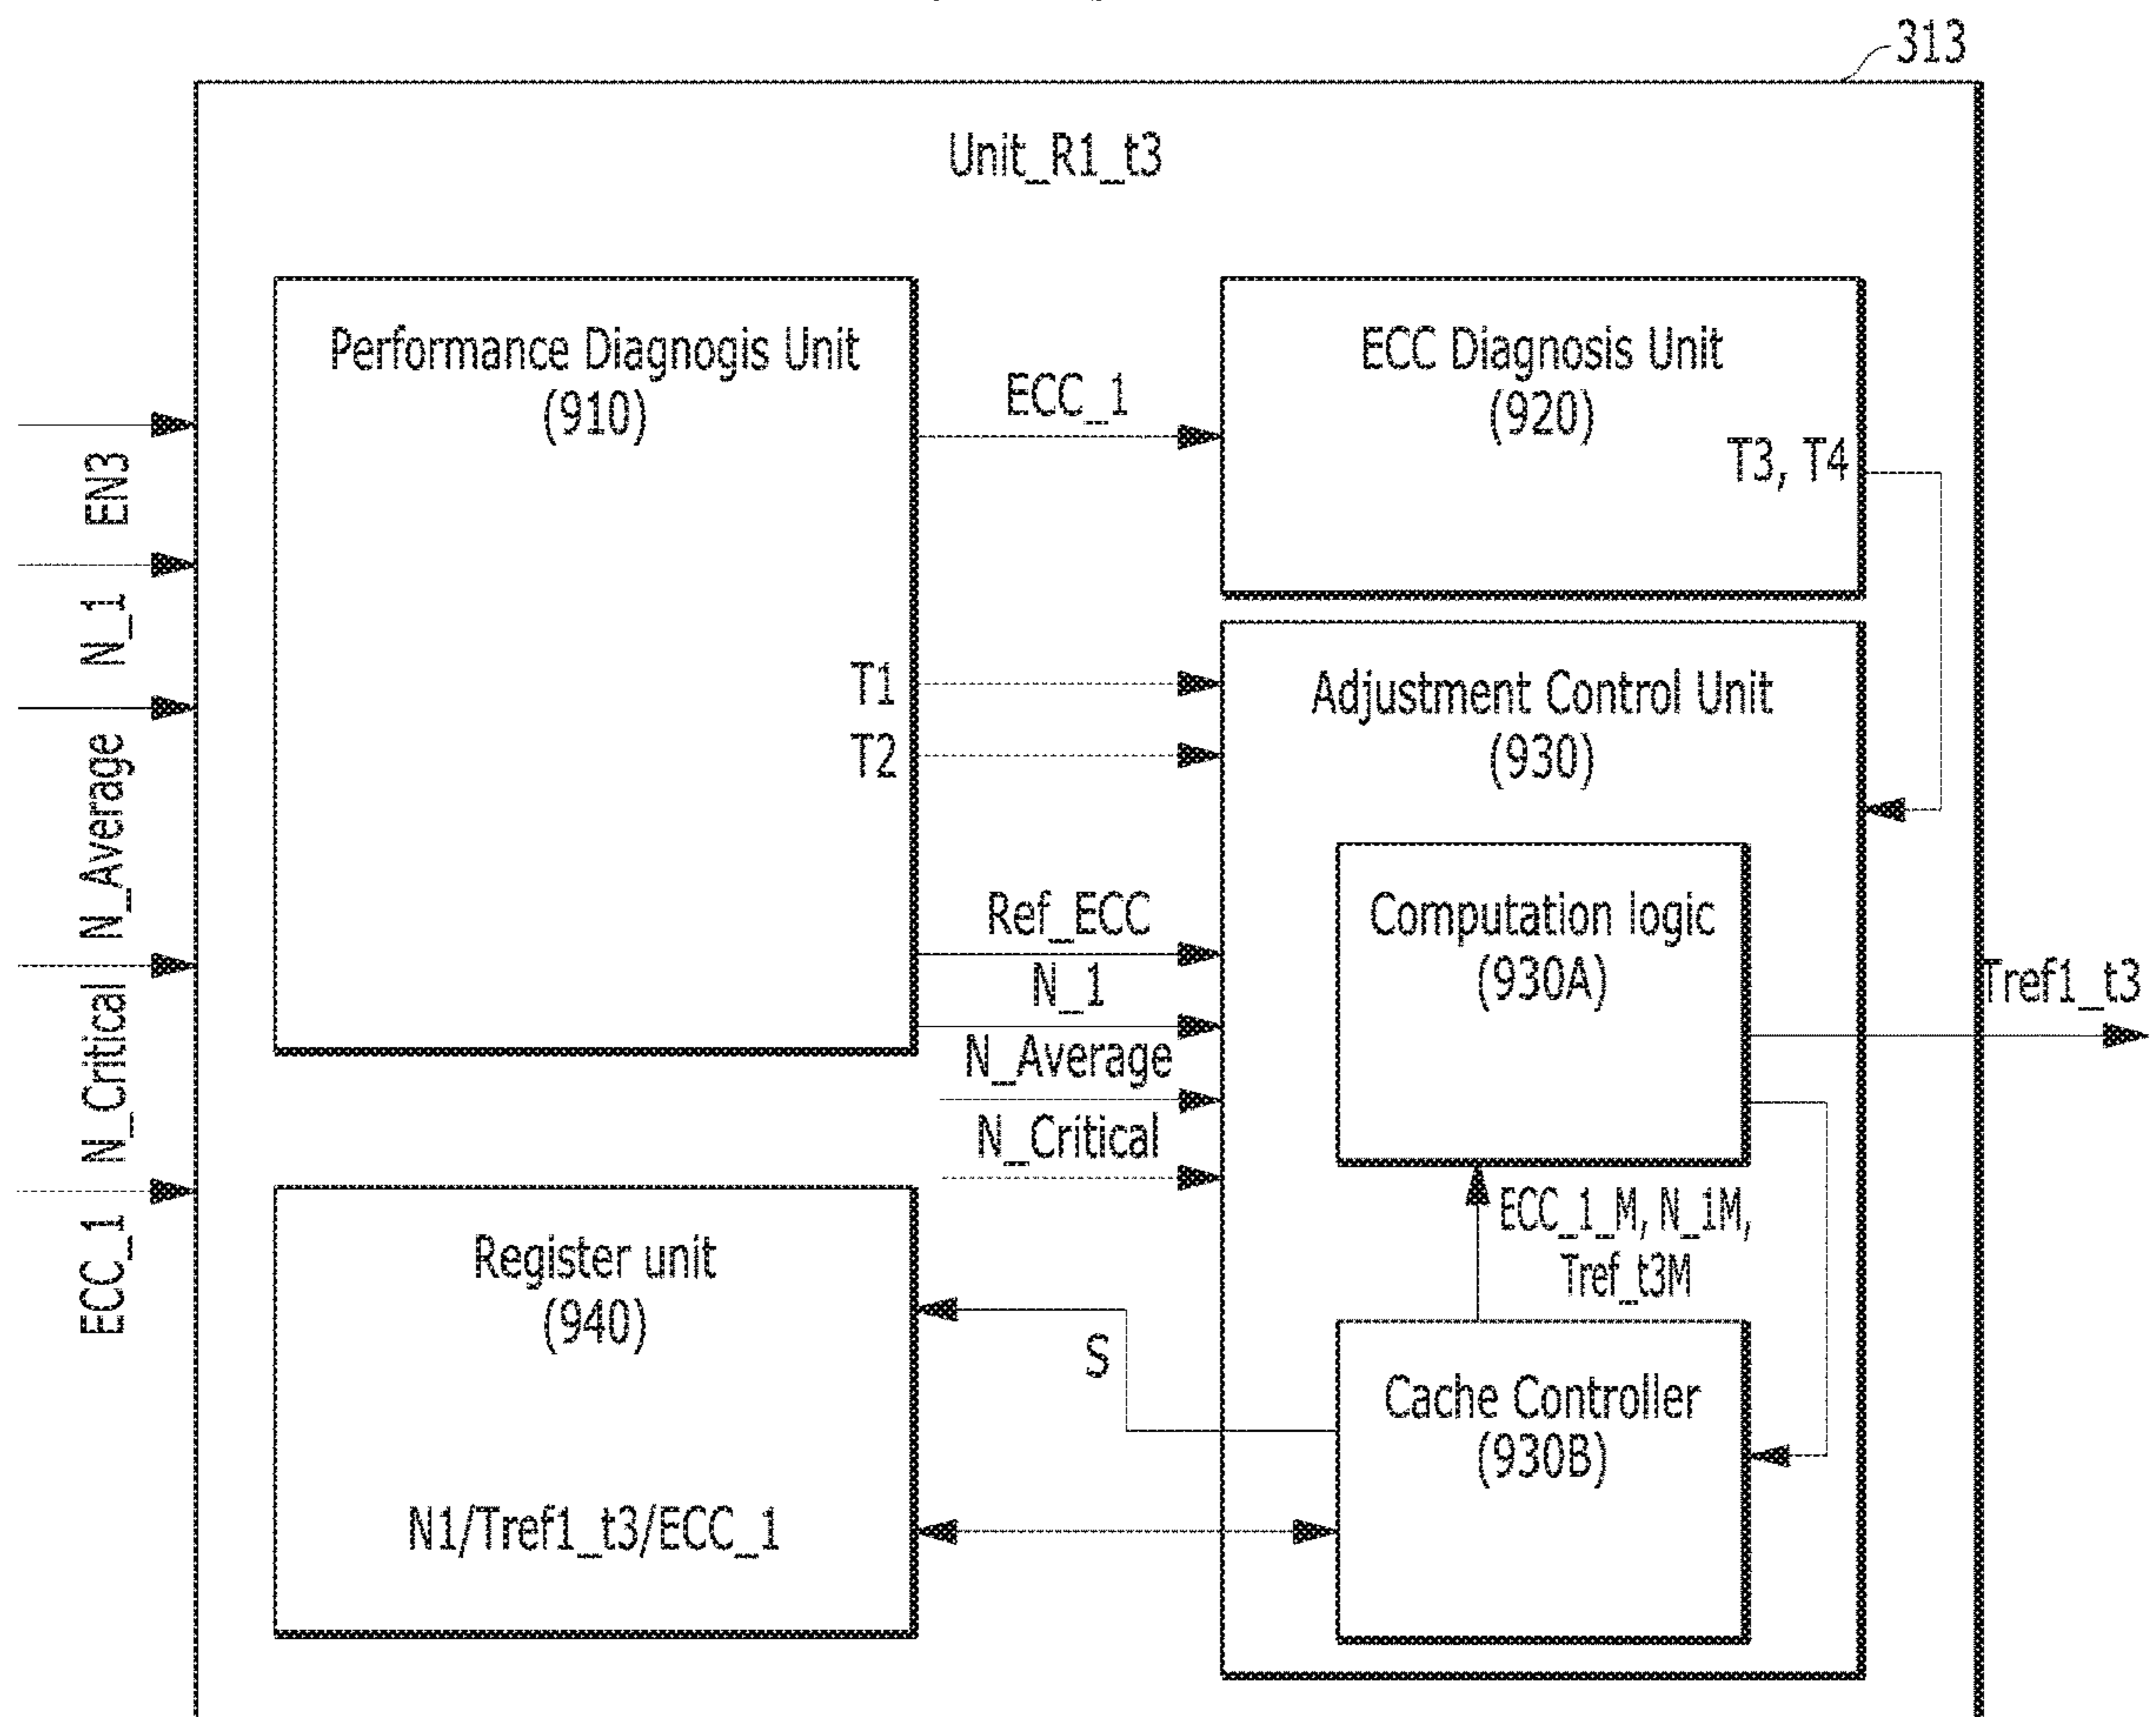 313
Unit_R1_t3
Performance Diagnogis Unit
(910)
ECC_1
ECC Diagnosis Unit
(920)
T3, T4
EN3
N_1
N_Average
N_Critical
ECC_1
T1
T2
Adjustment Control Unit
(930)
Ref_ECC
N_1
N_Average
N_Critical
Computation logic
(930A)
Tref1_t3
ECC_1_M, N_1M,
Tref_t3M
Register unit
(940)
S
Cache Controller
(930B)
N1/Tref1_t3/ECC_1